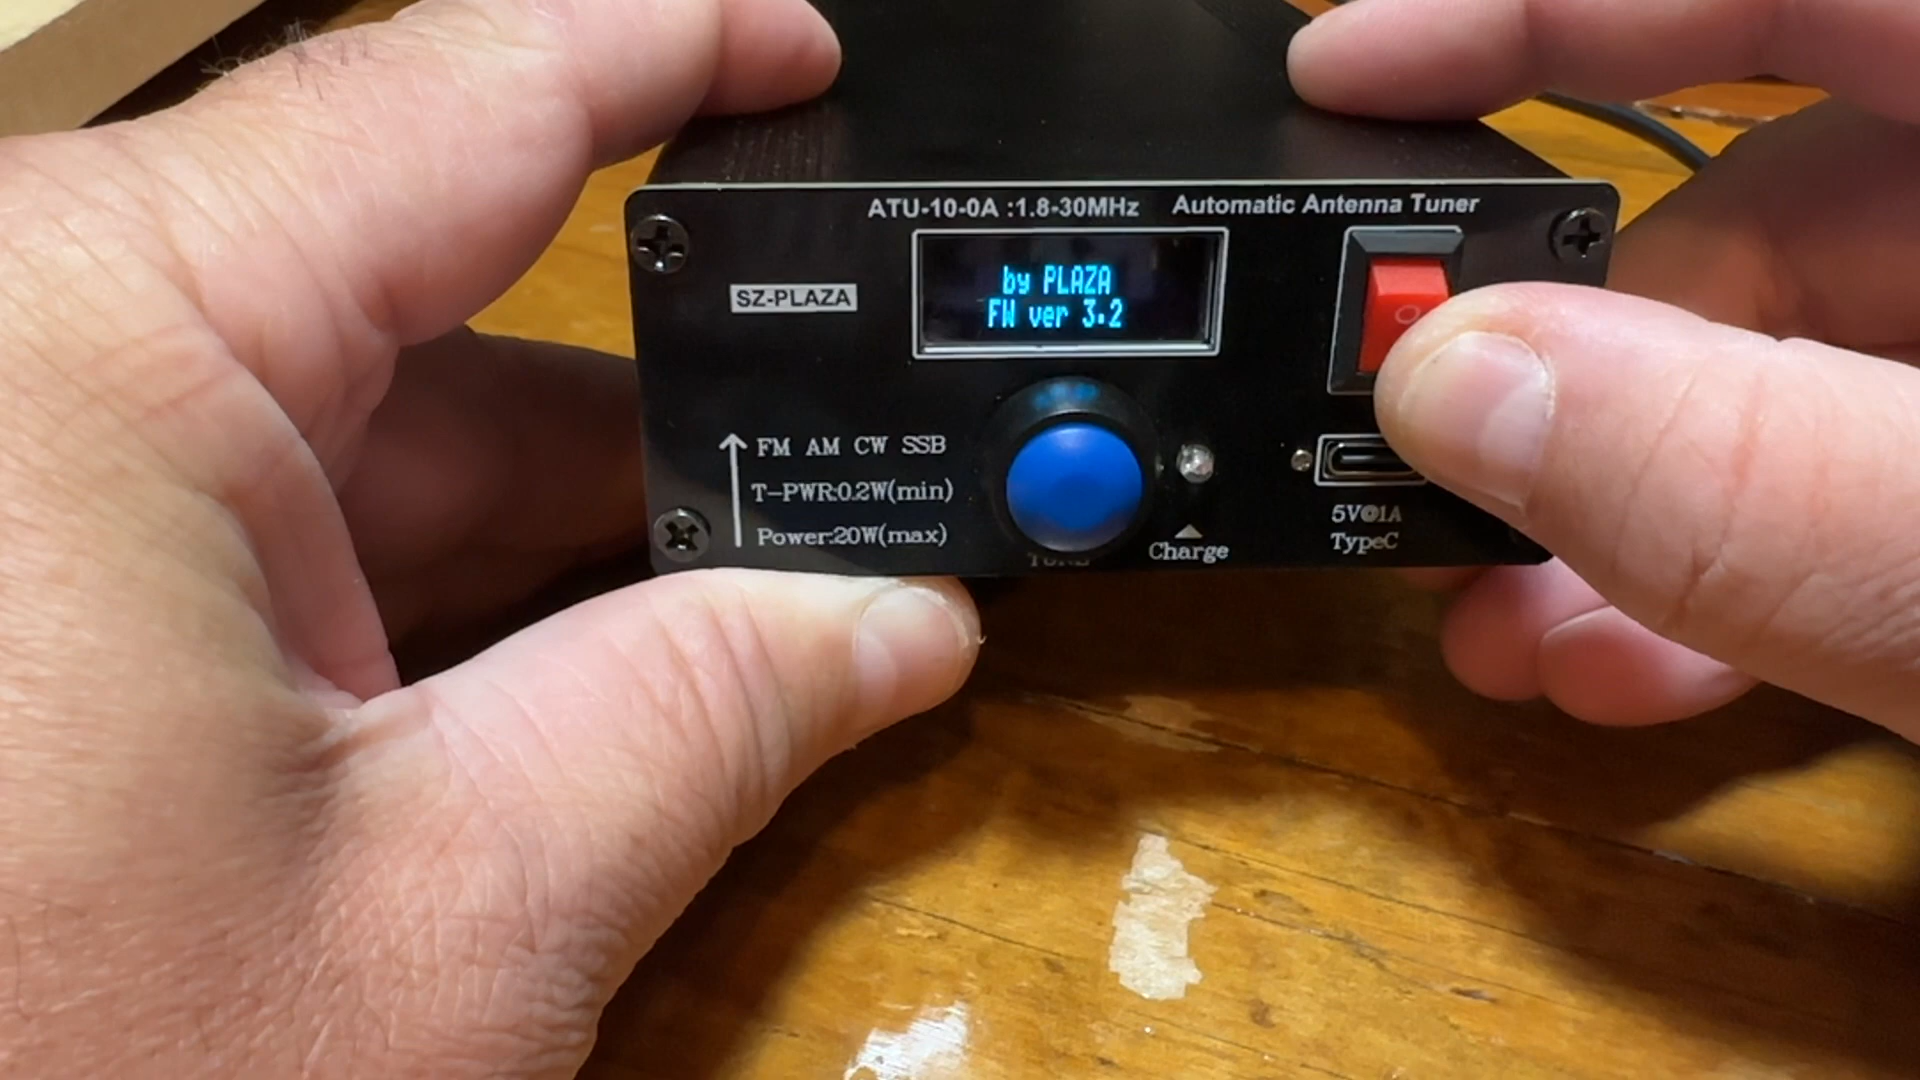 ATU-10-0A :1.8-30MHz Automatic Antenna Tuner
SZ-PLAZA
by PLAZA
FW ver 3.2
O
FM AM CW SSB
T-PWR:0.2W(min)
Power:20W(max)
TUNE
Charge
5V@1A
TypeC